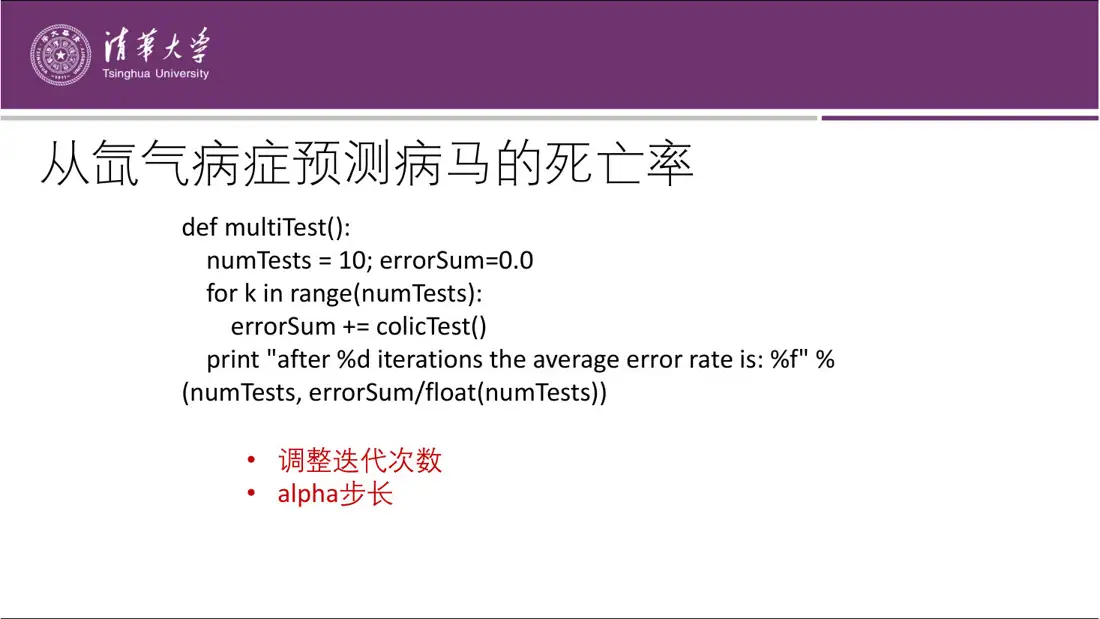 清华大学
Tsinghua University
从氙气病症预测病马的死亡率
def multiTest():
numTests = 10; errorSum=0.0
for k in range(numTests):
errorSum += colicTest()
print "after %d iterations the average error rate is: %f" %
(numTests, errorSum/float(numTests))
• 调整迭代次数
• alpha步长